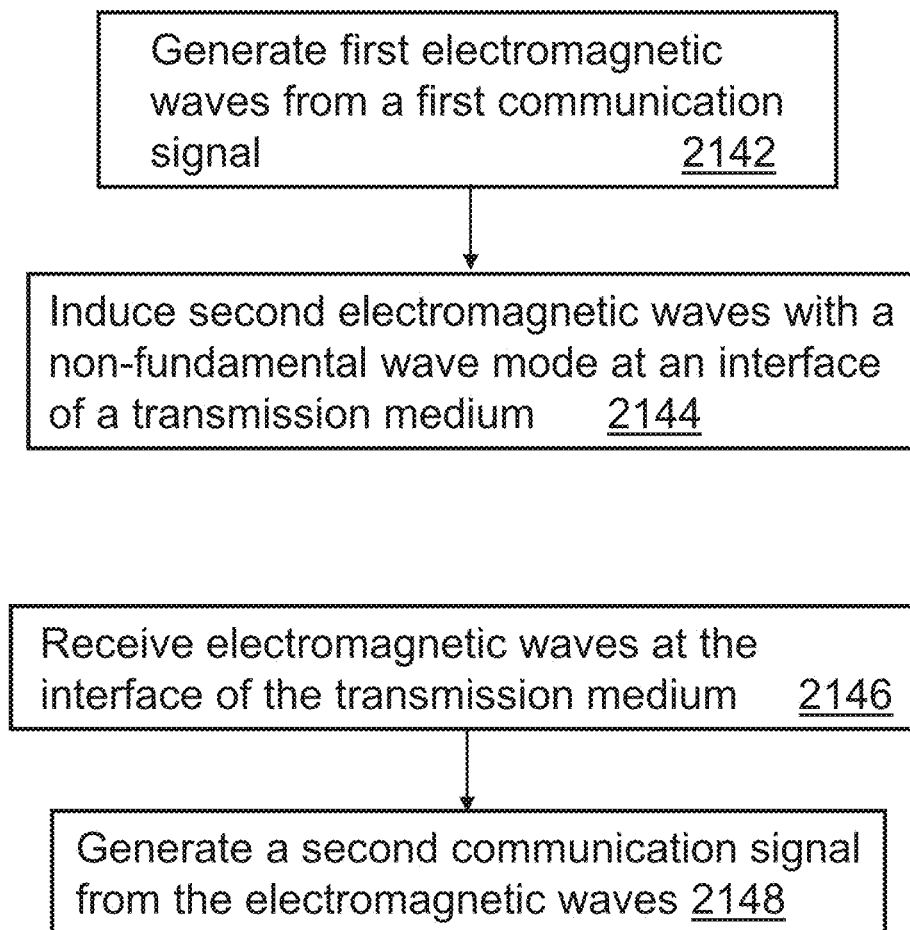 Generate first electromagnetic
waves from a first communication
signal 2142
Induce second electromagnetic waves with a
non-fundamental wave mode at an interface
of a transmission medium 2144
Receive electromagnetic waves at the
interface of the transmission medium 2146
Generate a second communication signal
from the electromagnetic waves 2148